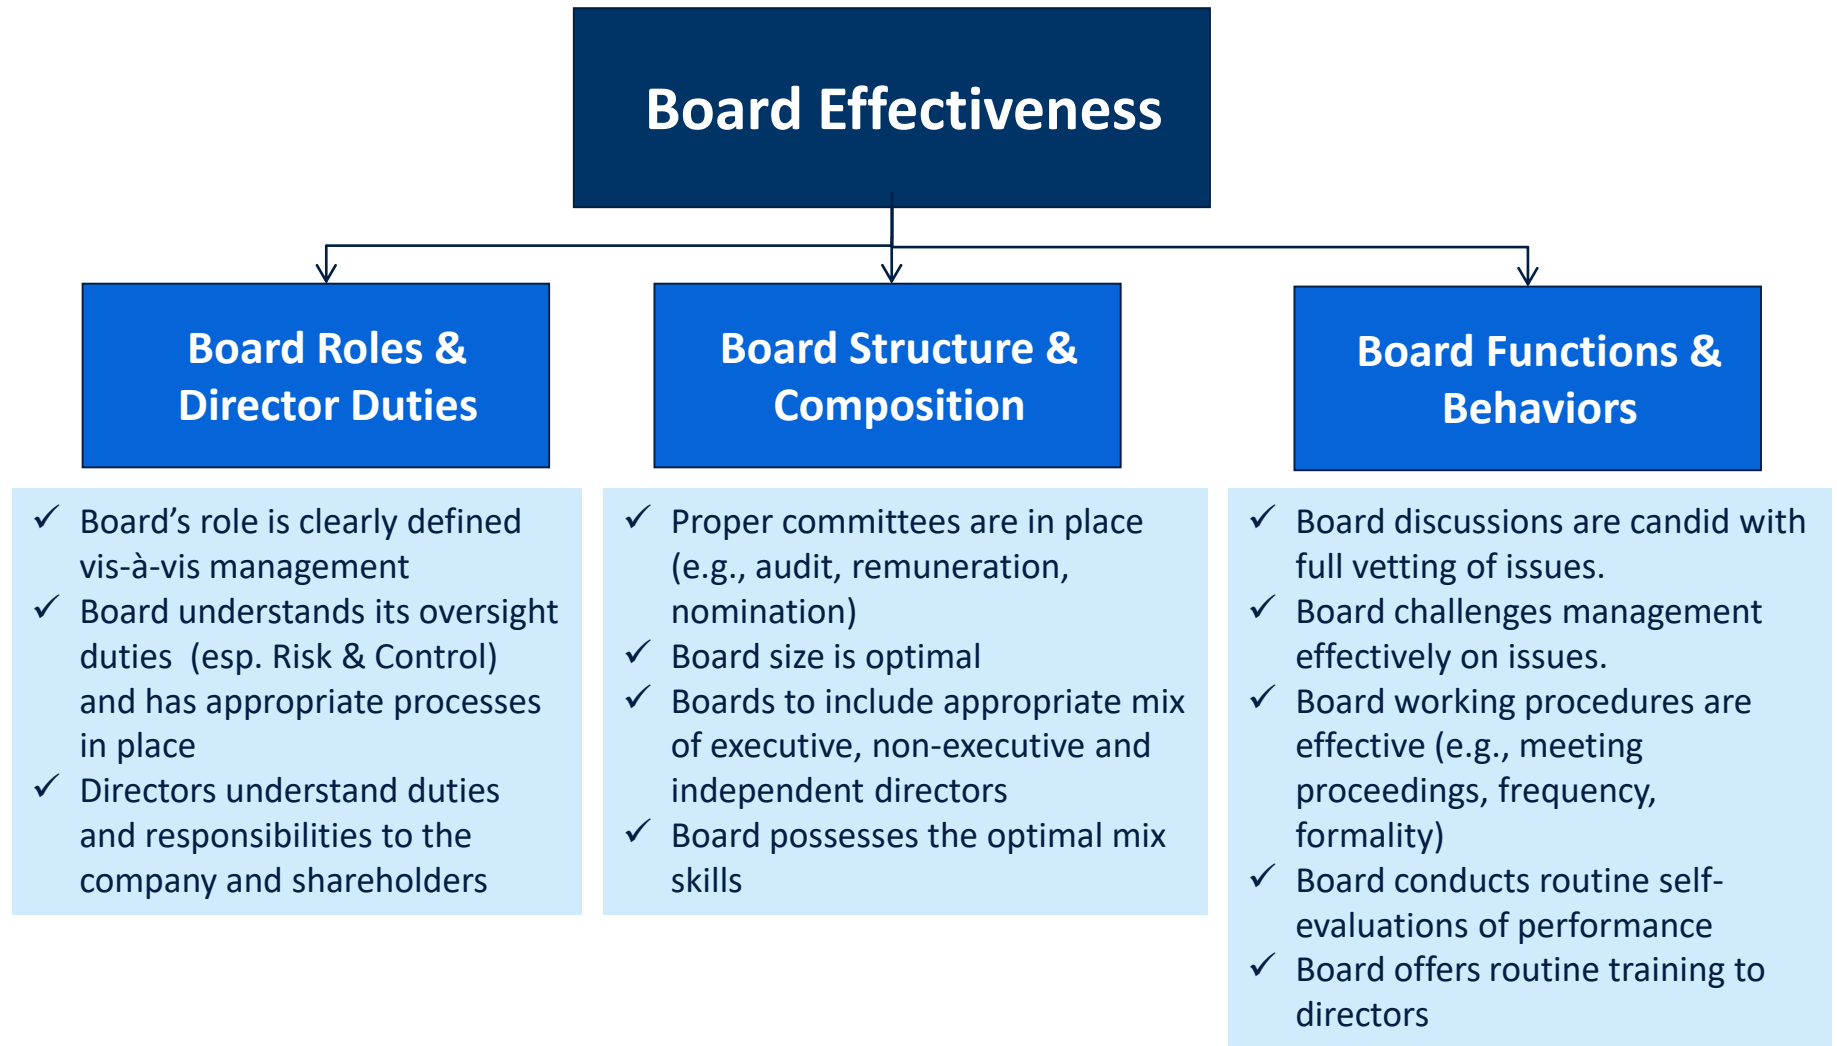 Board Effectiveness
Board Roles &
Director Duties
✓ Board’s role is clearly defined
vis-à-vis management
✓ Board understands its oversight
duties  (esp. Risk & Control)
and has appropriate processes
in place
✓ Directors understand duties
and responsibilities to the
company and shareholders
Board Structure &
Composition
✓ Proper committees are in place
(e.g., audit, remuneration,
nomination)
✓ Board size is optimal
✓ Boards to include appropriate mix
of executive, non-executive and
independent directors
✓ Board possesses the optimal mix
skills
Board Functions &
Behaviors
✓ Board discussions are candid with
full vetting of issues.
✓ Board challenges management
effectively on issues.
✓ Board working procedures are
effective (e.g., meeting
proceedings, frequency,
formality)
✓ Board conducts routine self-
evaluations of performance
✓ Board offers routine training to
directors